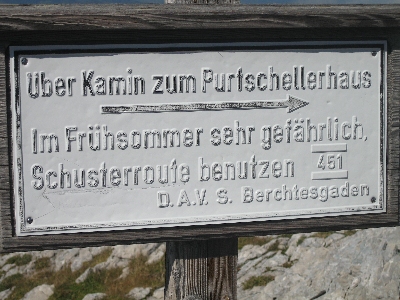 Über Kamin zum Purtschellerhaus
Im Frühsommer sehr gefährlich,
Schusterroute benutzen 451
D.A.V. S. Berchtesgaden